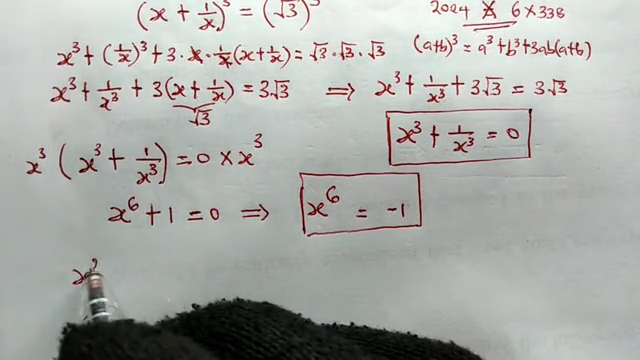 (x + 1/x)³ = (√3)³
2024 6×338
x³ + (1/x)³ + 3·x·1/x(x + 1/x) = √3·√3·√3
(a+b)³ = a³ + b³ + 3ab(a+b)
x³ + 1/x³ + 3(x + 1/x) = 3√3 ⟹ x³ + 1/x³ + 3√3 = 3√3
√3
x³ + 1/x³ = 0
x³ (x³ + 1/x³) = 0 × x³
x⁶ + 1 = 0 ⟹ x⁶ = -1